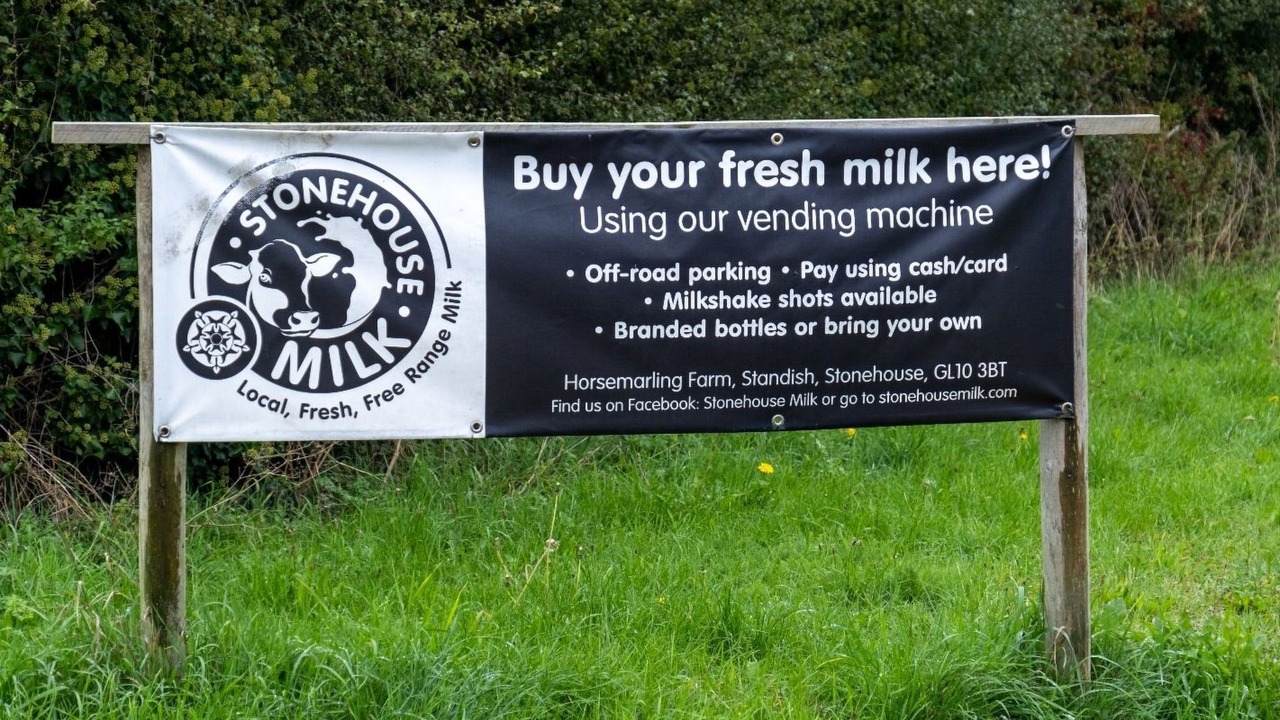 STONEHOUSE
MILK
Local, Fresh, Free Range Milk
Buy your fresh milk here!
Using our vending machine
• Off-road parking • Pay using cash/card
• Milkshake shots available
• Branded bottles or bring your own
Horsemarling Farm, Standish, Stonehouse, GL10 3BT
Find us on Facebook: Stonehouse Milk or go to stonehousemilk.com